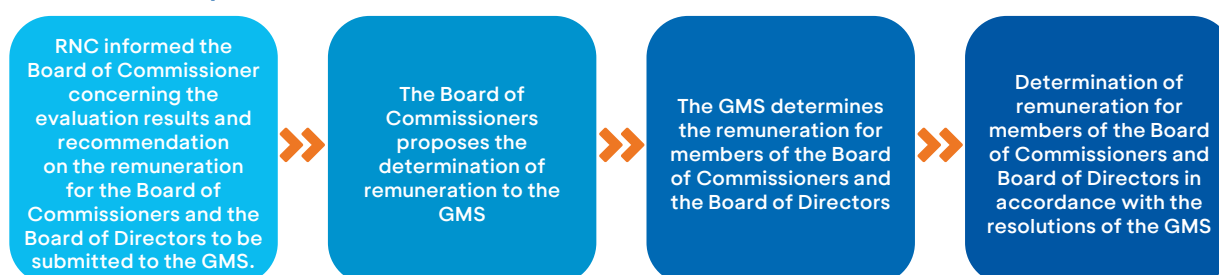 RNC informed the
Board of Commissioner
concerning the
evaluation results and
recommendation
on the remuneration
for the Board of
Commissioners and the
Board of Directors to be
submitted to the GMS.
The Board of
Commissioners
proposes the
determination of
remuneration to the
GMS
The GMS determines
the remuneration for
members of the Board
of Commissioners and
the Board of Directors
Determination of
remuneration for
members of the Board
of Commissioners and
Board of Directors in
accordance with the
resolutions of the GMS